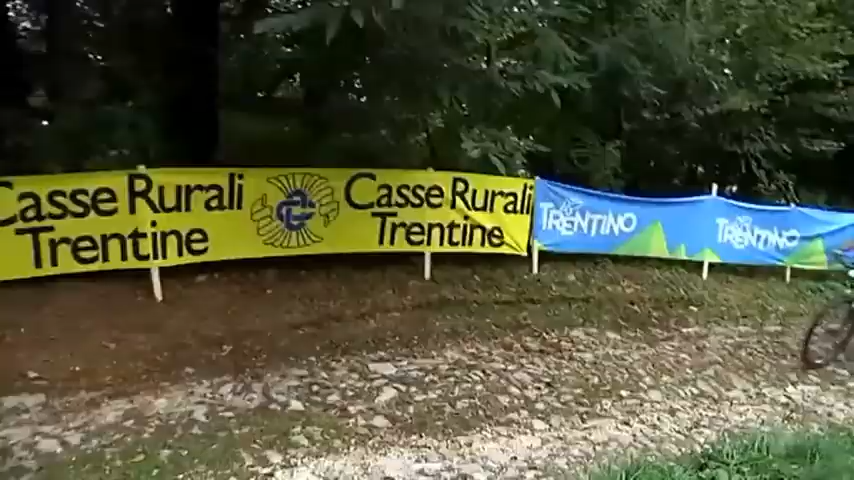 Casse Rurali
Trentine
Casse Rurali
Trentine
TRENTINO
TRENTINO